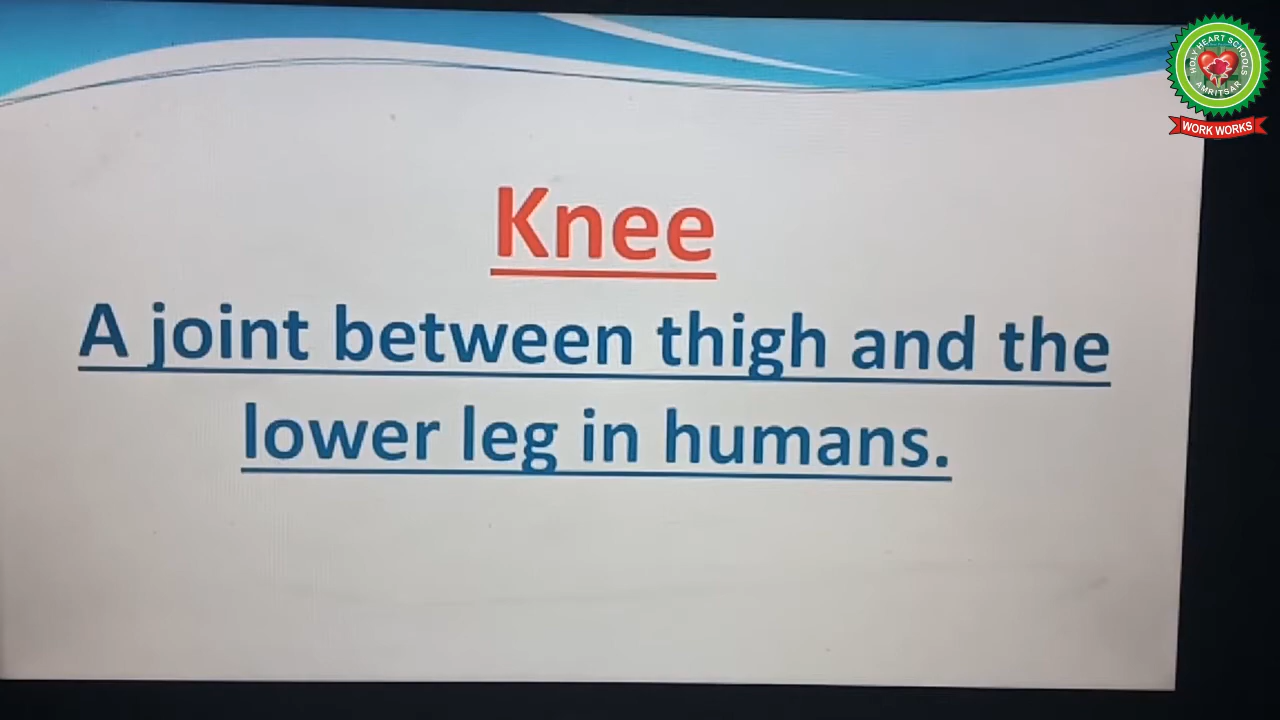 HOLY HEART SCHOOLS
AMRITSAR
WORK WORKS
Knee
A joint between thigh and the
lower leg in humans.